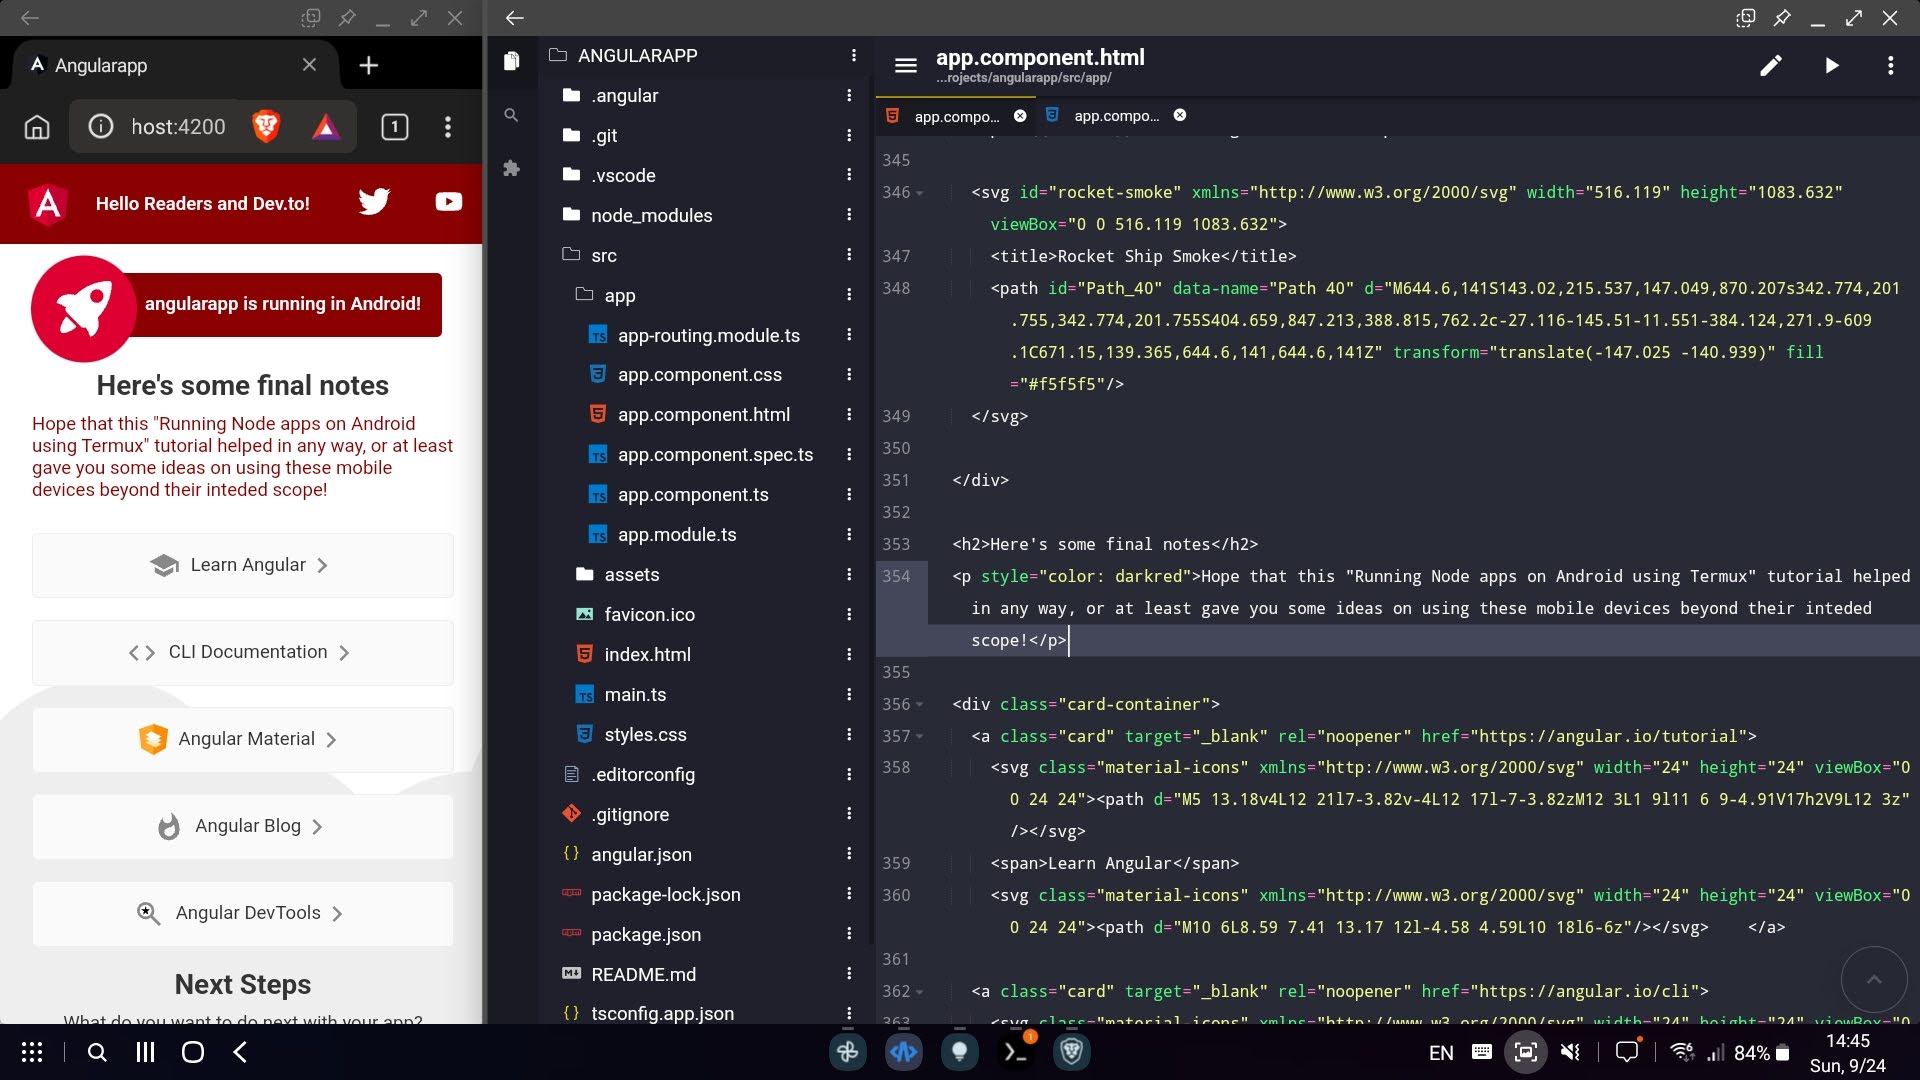 Angularapp
host:4200
1
Hello Readers and Dev.to!
angularapp is running in Android!
Here's some final notes
Hope that this "Running Node apps on Android
using Termux" tutorial helped in any way, or at least
gave you some ideas on using these mobile
devices beyond their inteded scope!
Learn Angular
CLI Documentation
Angular Material
Angular Blog
Angular DevTools
Next Steps
What do you want to do next with your app?
ANGULARAPP
.angular
.git
.vscode
node_modules
src
app
app-routing.module.ts
app.component.css
app.component.html
app.component.spec.ts
app.component.ts
app.module.ts
assets
favicon.ico
index.html
main.ts
styles.css
.editorconfig
.gitignore
angular.json
package-lock.json
package.json
README.md
tsconfig.app.json
app.component.html
...rojects/angularapp/src/app/
app.compo...
app.compo...
345
346 <svg id="rocket-smoke" xmlns="http://www.w3.org/2000/svg" width="516.119" height="1083.632"
viewBox="0 0 516.119 1083.632">
347 <title>Rocket Ship Smoke</title>
348 <path id="Path_40" data-name="Path 40" d="M644.6,141S143.02,215.537,147.049,870.207s342.774,201
.755,342.774,201.755S404.659,847.213,388.815,762.2c-27.116-145.51-11.551-384.124,271.9-609
.1C671.15,139.365,644.6,141,644.6,141Z" transform="translate(-147.025 -140.939)" fill
="#f5f5f5"/>
349 </svg>
350
351 </div>
352
353 <h2>Here's some final notes</h2>
354 <p style="color: darkred">Hope that this "Running Node apps on Android using Termux" tutorial helped
in any way, or at least gave you some ideas on using these mobile devices beyond their inteded
scope!</p>
355
356 <div class="card-container">
357 <a class="card" target="_blank" rel="noopener" href="https://angular.io/tutorial">
358 <svg class="material-icons" xmlns="http://www.w3.org/2000/svg" width="24" height="24" viewBox="0
0 24 24"><path d="M5 13.18v4L12 21l7-3.82v-4L12 17l-7-3.82zM12 3L1 9l11 6 9-4.91V17h2V9L12 3z"
/></svg>
359 <span>Learn Angular</span>
360 <svg class="material-icons" xmlns="http://www.w3.org/2000/svg" width="24" height="24" viewBox="0
0 24 24"><path d="M10 6L8.59 7.41 13.17 12l-4.58 4.59L10 18l6-6z"/></svg> </a>
361
362 <a class="card" target="_blank" rel="noopener" href="https://angular.io/cli">
363 <svg class="material-icons" xmlns="http://www.w3.org/2000/svg" width="24" height="24" viewBox="0
1
EN
84%
14:45
Sun, 9/24